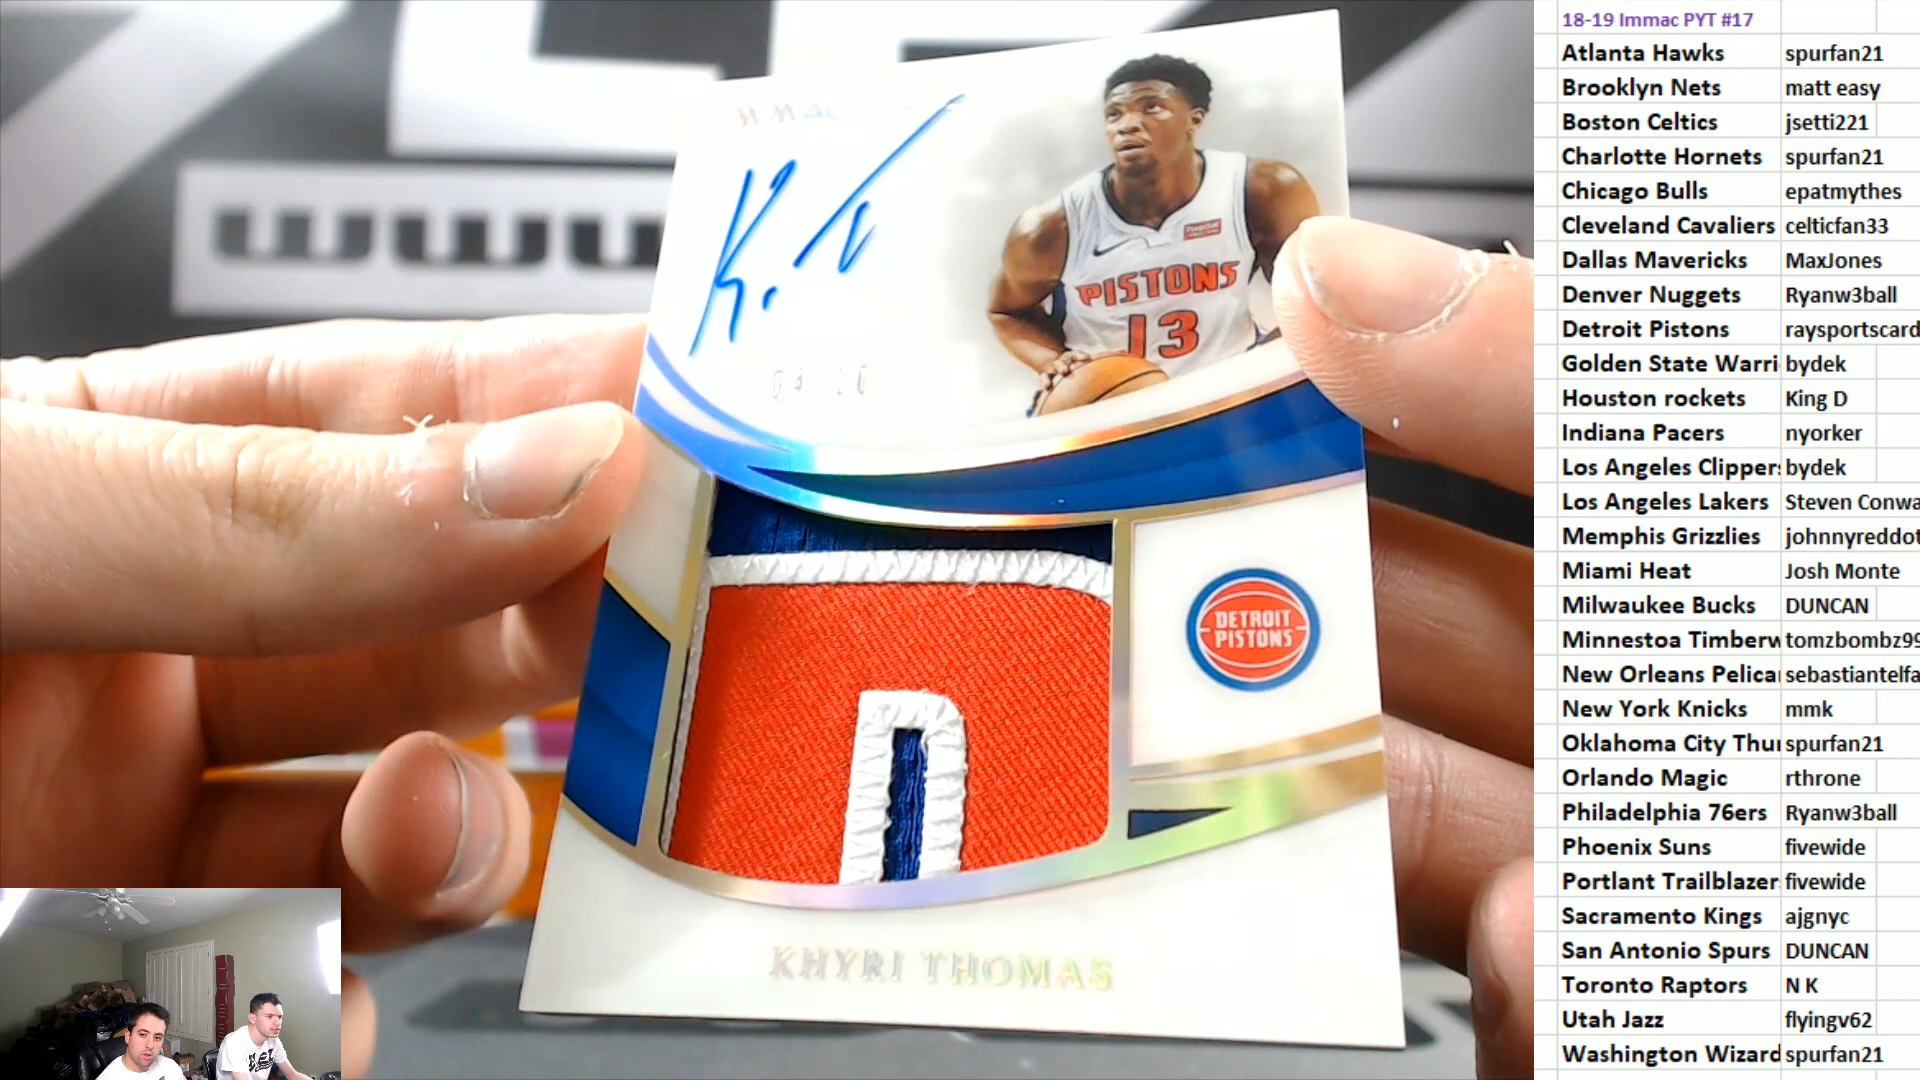 PISTONS
13
DETROIT
PISTONS
KHYRI THOMAS
18-19 Immac PYT #17
Atlanta Hawks spurfan21
Brooklyn Nets matt easy
Boston Celtics jsetti221
Charlotte Hornets spurfan21
Chicago Bulls epatmythes
Cleveland Cavaliers celticfan33
Dallas Mavericks MaxJones
Denver Nuggets Ryanw3ball
Detroit Pistons raysportscard
Golden State Warri bydek
Houston rockets King D
Indiana Pacers nyorker
Los Angeles Clippers bydek
Los Angeles Lakers Steven Conwa
Memphis Grizzlies johnnyreddot
Miami Heat Josh Monte
Milwaukee Bucks DUNCAN
Minnestoa Timberw tomzbombz99
New Orleans Pelica sebastiantelfa
New York Knicks mmk
Oklahoma City Thu spurfan21
Orlando Magic rthrone
Philadelphia 76ers Ryanw3ball
Phoenix Suns fivewide
Portlant Trailblazer fivewide
Sacramento Kings ajgnyc
San Antonio Spurs DUNCAN
Toronto Raptors N K
Utah Jazz flyingv62
Washington Wizard spurfan21